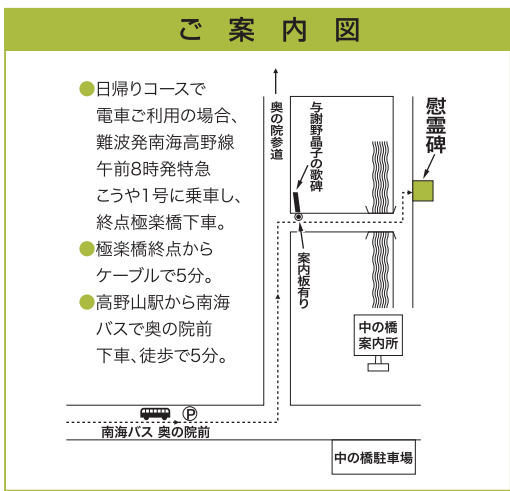 ご案内図
●日帰りコースで
電車ご利用の場合、
難波発南海高野線
午前8時発特急
こうや1号に乗車し、
終点極楽橋下車。
●極楽橋終点から
ケーブルで5分。
●高野山駅から南海
バスで奥の院前
下車、徒歩で5分。
奥の院参道
与謝野晶子の歌碑
慰霊碑
案内板有り
中の橋
案内所
P
南海バス 奥の院前
中の橋駐車場